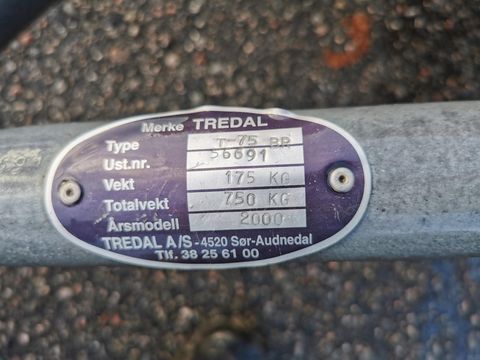 Merke TREDAL
Type T-75 BR
Ust.nr. 56691
Vekt 175 KG
Totalvekt 750 KG
Årsmodell 2000
TREDAL A/S - 4520 Sør-Audnedal
Tlf. 38 25 61 00